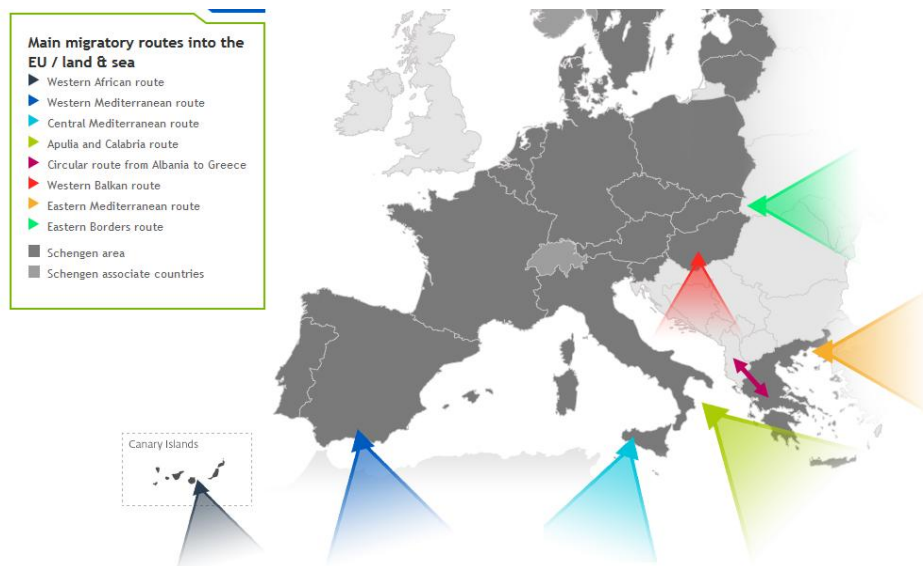 Main migratory routes into the
EU / land & sea
Western African route
Western Mediterranean route
Central Mediterranean route
Apulia and Calabria route
Circular route from Albania to Greece
Western Balkan route
Eastern Mediterranean route
Eastern Borders route
Schengen area
Schengen associate countries
Canary Islands